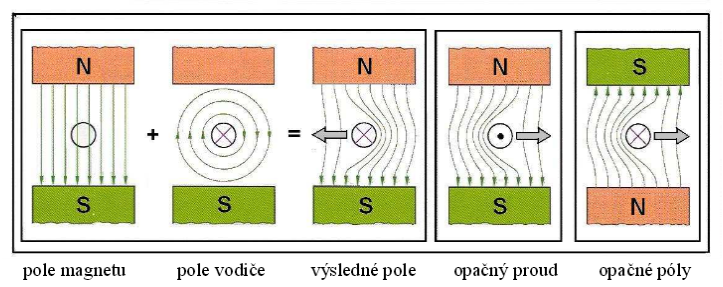 N N N S
+ =
S S S S N
pole magnetu pole vodiče výsledné pole opačný proud opačné póly